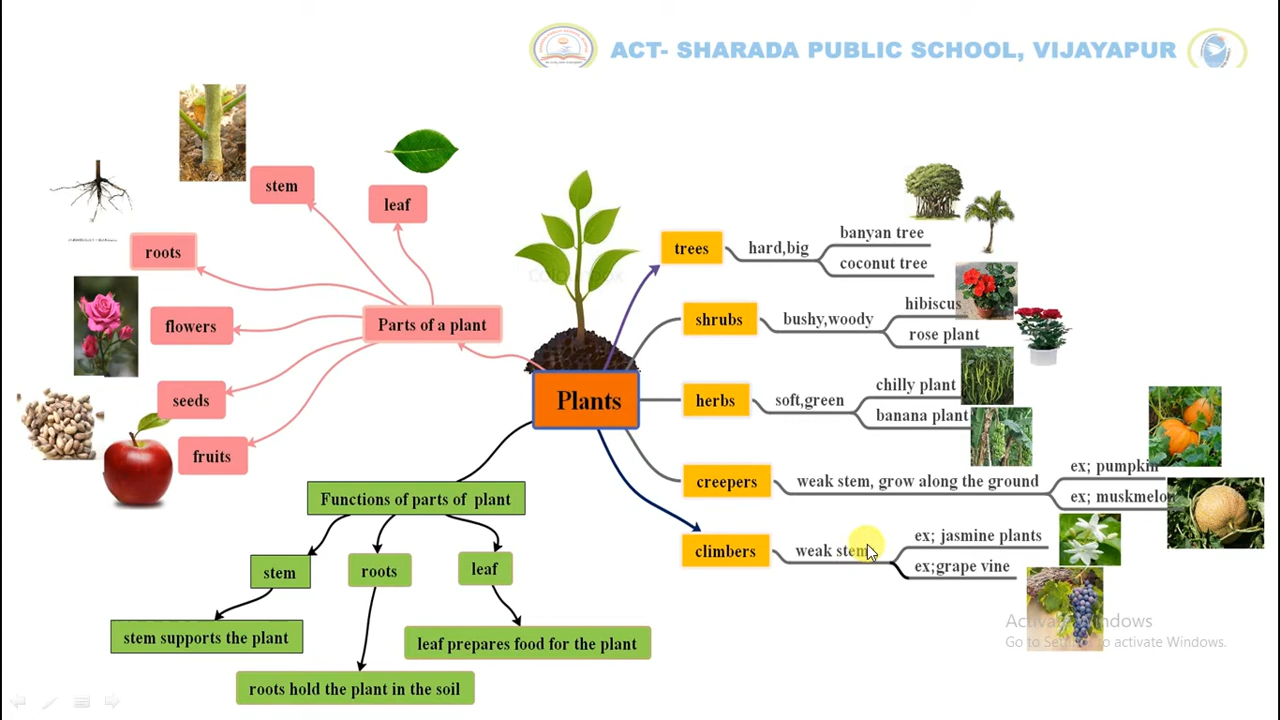 ACT- SHARADA PUBLIC SCHOOL, VIJAYAPUR
stem
leaf
roots
flowers
seeds
fruits
Parts of a plant
Plants
trees
hard,big
banyan tree
coconut tree
shrubs
bushy,woody
hibiscus
rose plant
herbs
soft,green
chilly plant
banana plant
creepers
weak stem, grow along the ground
ex; pumpkin
ex; muskmelon
climbers
weak stem
ex; jasmine plants
ex;grape vine
Functions of parts of plant
stem
roots
leaf
stem supports the plant
leaf prepares food for the plant
roots hold the plant in the soil
Activate Windows
Go to Settings to activate Windows.